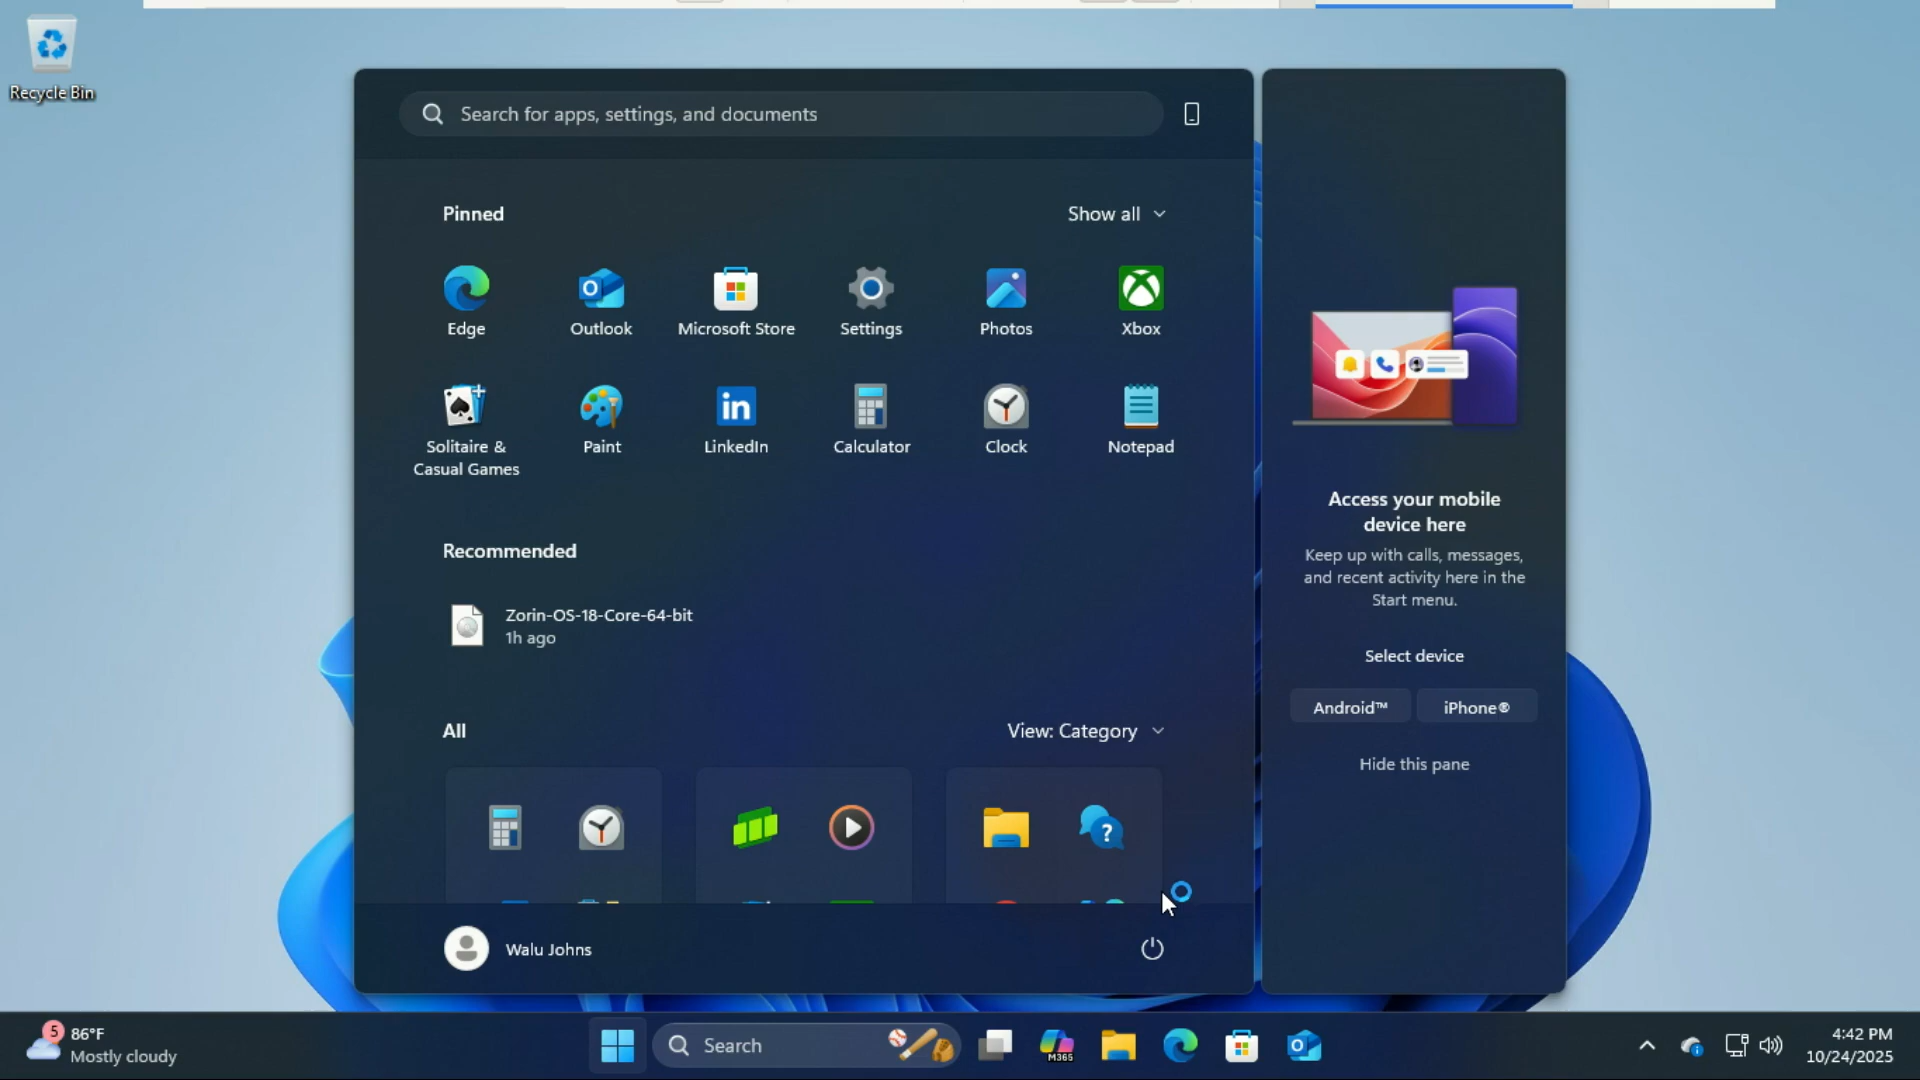 Recycle Bin
Search for apps, settings, and documents
Pinned
Show all
Edge
Outlook
Microsoft Store
Settings
Photos
Xbox
Solitaire &
Casual Games
Paint
LinkedIn
Calculator
Clock
Notepad
Recommended
Zorin-OS-18-Core-64-bit
1h ago
All
View: Category
Walu Johns
Access your mobile
device here
Keep up with calls, messages,
and recent activity here in the
Start menu.
Select device
Android™
iPhone®
Hide this pane
5
86°F
Mostly cloudy
Search
M365
4:42 PM
10/24/2025